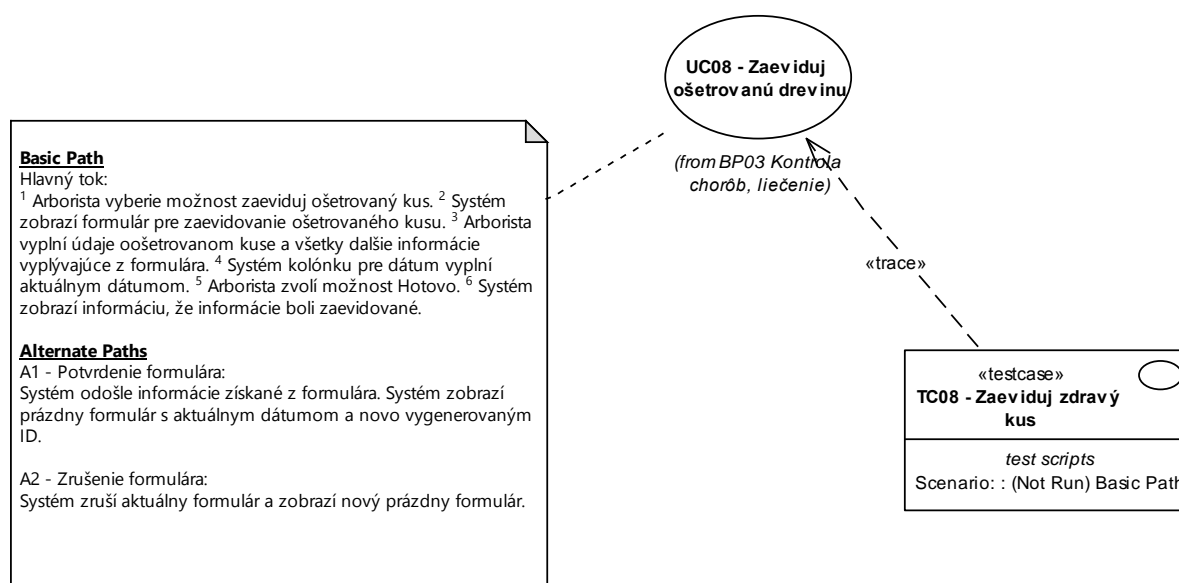 UC08 - Zaeviduj
ošetrovanú drevinu
(from BP03 Kontrola
chorôb, liečenie)
Basic Path
Hlavný tok:
1 Arborista vyberie možnost zaeviduj ošetrovaný kus. 2 Systém
zobrazí formulár pre zaevidovanie ošetrovaného kusu. 3 Arborista
vyplní údaje oošetrovanom kuse a všetky dalšie informácie
vyplývajúce z formulára. 4 Systém kolónku pre dátum vyplní
aktuálnym dátumom. 5 Arborista zvolí možnost Hotovo. 6 Systém
zobrazí informáciu, že informácie boli zaevidované.
Alternate Paths
A1 - Potvrdenie formulára:
Systém odošle informácie získané z formulára. Systém zobrazí
prázdny formulár s aktuálnym dátumom a novo vygenerovaným
ID.
A2 - Zrušenie formulára:
Systém zruší aktuálny formulár a zobrazí nový prázdny formulár.
«trace»
«testcase»
TC08 - Zaeviduj zdravý
kus
test scripts
Scenario: : (Not Run) Basic Path